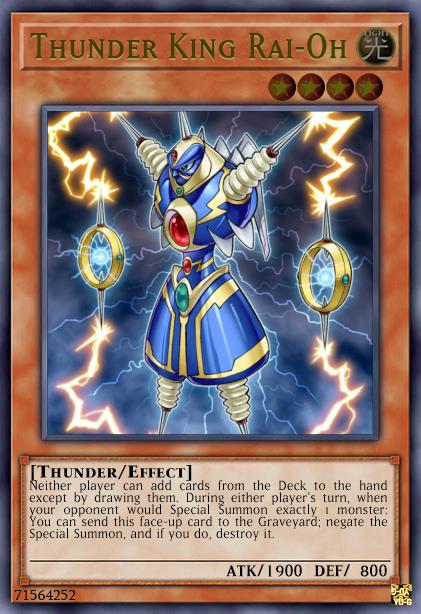 THUNDER KING RAI-OH
LIGHT
光
[THUNDER/EFFECT]
Neither player can add cards from the Deck to the hand
except by drawing them. During either player's turn, when
your opponent would Special Summon exactly 1 monster:
You can send this face-up card to the Graveyard; negate the
Special Summon, and if you do, destroy it.
ATK/1900 DEF/ 800
71564252